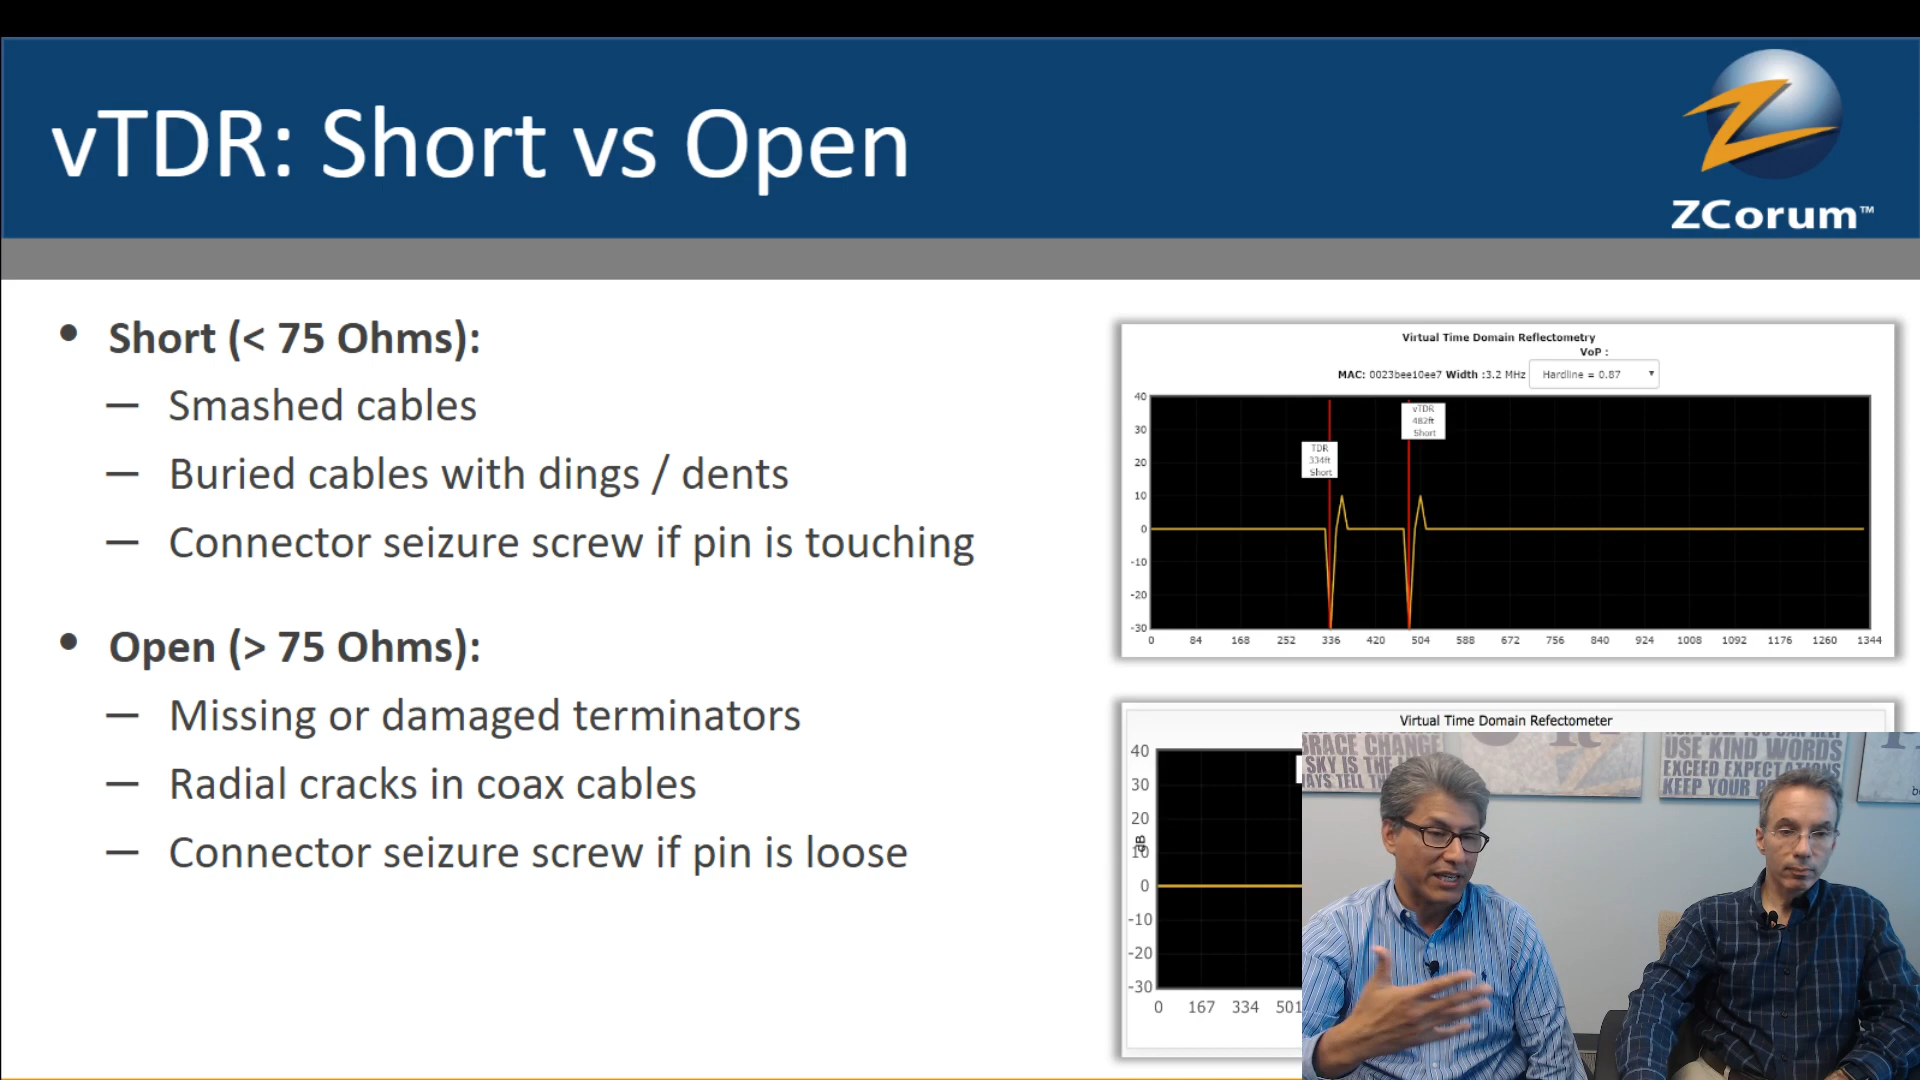 vTDR: Short vs Open
ZCorum™
• Short (< 75 Ohms):
— Smashed cables
— Buried cables with dings / dents
— Connector seizure screw if pin is touching
• Open (> 75 Ohms):
— Missing or damaged terminators
— Radial cracks in coax cables
— Connector seizure screw if pin is loose
Virtual Time Domain Reflectometry
VoP :
MAC: 0023bee10ee7 Width :3.2 MHz Hardline = 0.87
40
30
20
10
0
-10
-20
-30
TDR
334ft
Short
vTDR
482ft
Short
0 84 168 252 336 420 504 588 672 756 840 924 1008 1092 1176 1260 1344
Virtual Time Domain Refectometer
40
30
20
10
0
-10
-20
-30
dB
0 167 334 501
BRACE CHANGE
SKY IS THE
AYS TELL TH
USE KIND WORDS
EXCEED EXPECTATIONS
KEEP YOUR